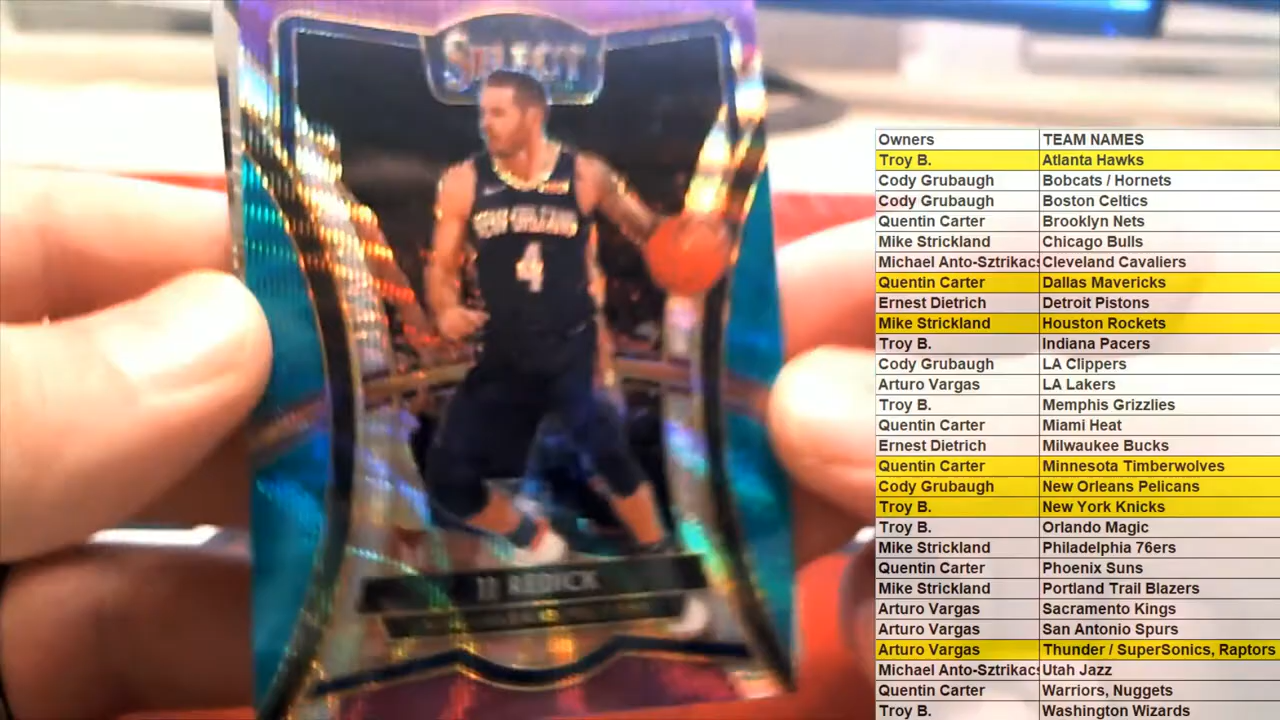 SELECT
NEW ORLEANS
4
JJ REDICK
Owners TEAM NAMES
Troy B. Atlanta Hawks
Cody Grubaugh Bobcats / Hornets
Cody Grubaugh Boston Celtics
Quentin Carter Brooklyn Nets
Mike Strickland Chicago Bulls
Michael Anto-Sztrikacs Cleveland Cavaliers
Quentin Carter Dallas Mavericks
Ernest Dietrich Detroit Pistons
Mike Strickland Houston Rockets
Troy B. Indiana Pacers
Cody Grubaugh LA Clippers
Arturo Vargas LA Lakers
Troy B. Memphis Grizzlies
Quentin Carter Miami Heat
Ernest Dietrich Milwaukee Bucks
Quentin Carter Minnesota Timberwolves
Cody Grubaugh New Orleans Pelicans
Troy B. New York Knicks
Troy B. Orlando Magic
Mike Strickland Philadelphia 76ers
Quentin Carter Phoenix Suns
Mike Strickland Portland Trail Blazers
Arturo Vargas Sacramento Kings
Arturo Vargas San Antonio Spurs
Arturo Vargas Thunder / SuperSonics, Raptors
Michael Anto-Sztrikacs Utah Jazz
Quentin Carter Warriors, Nuggets
Troy B. Washington Wizards